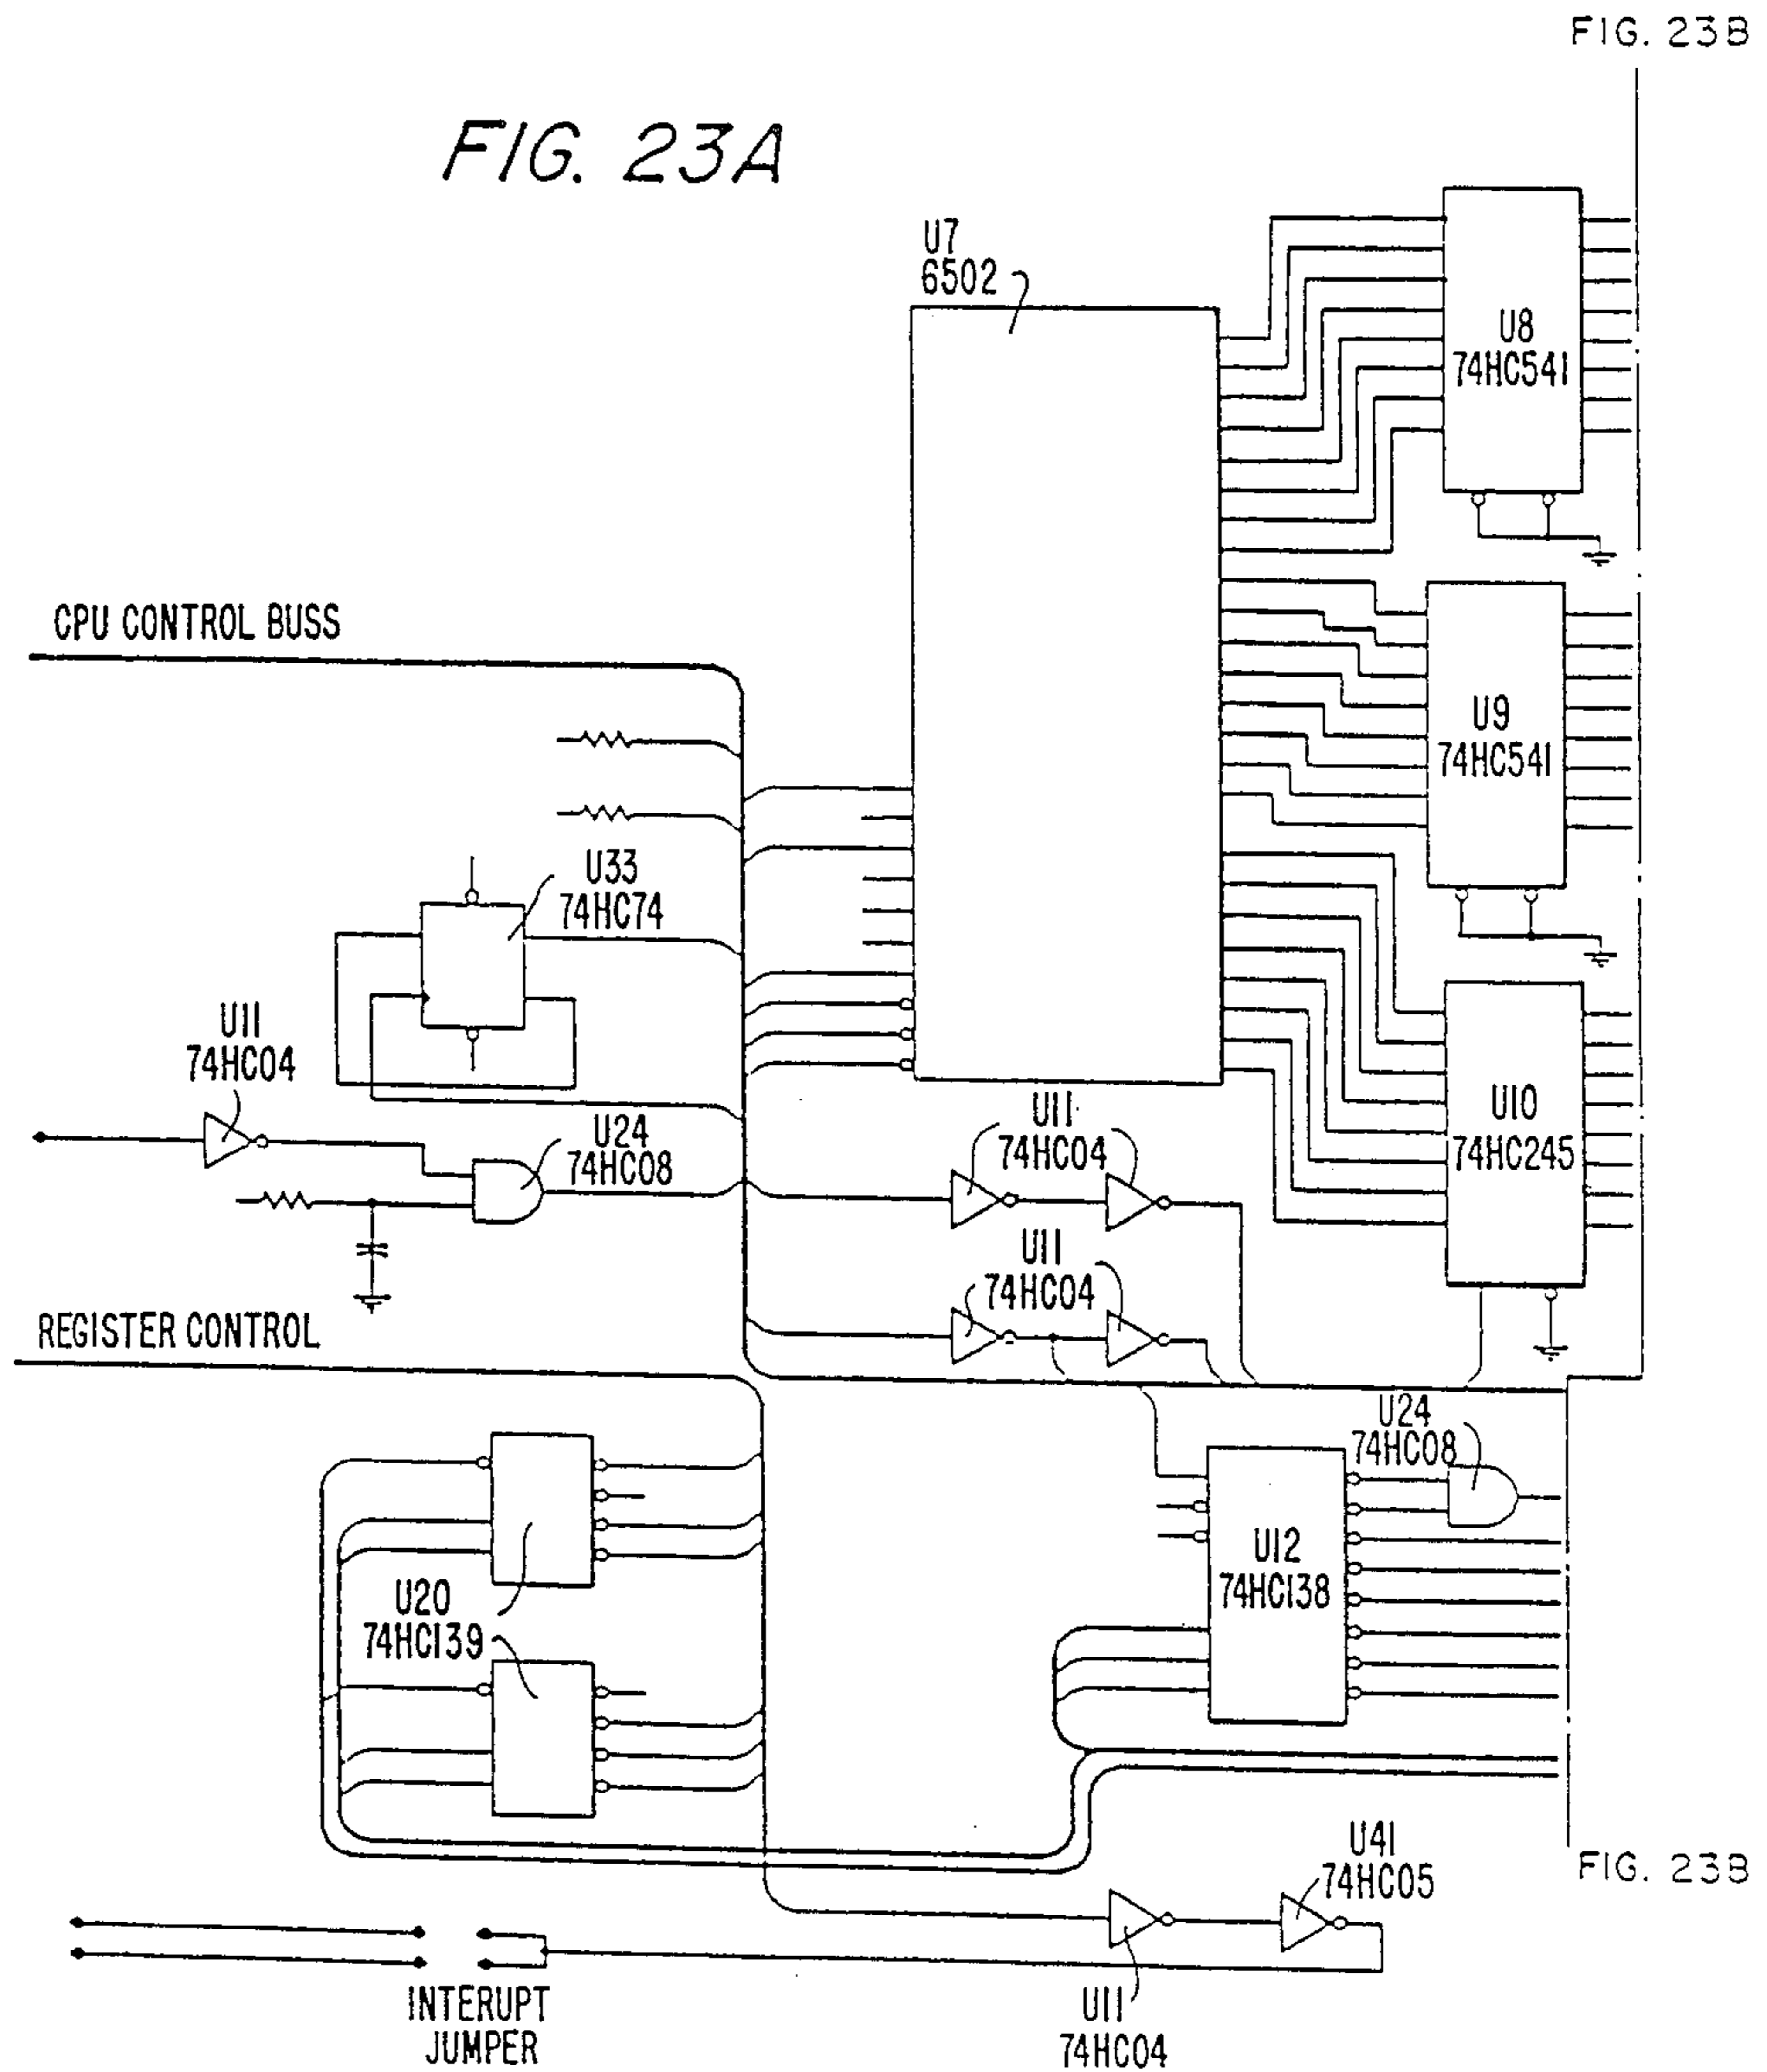 FIG. 23B
FIG. 23A
U7
6502
U8
74HC541
CPU CONTROL BUSS
U9
74HC541
U33
74HC74
U11
74HC04
U24
74HC08
U11
74HC04
U10
74HC245
U11
74HC04
REGISTER CONTROL
U24
74HC08
U12
74HC138
U20
74HC139
U41
74HC05
FIG. 23B
INTERUPT
JUMPER
U11
74HC04